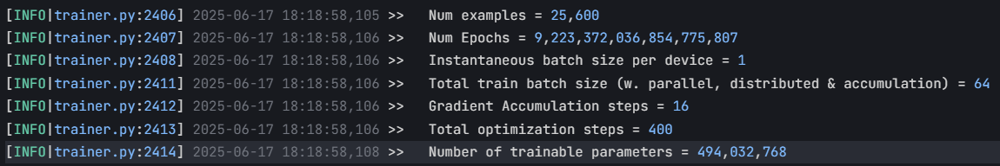 [INFO|trainer.py:2406] 2025-06-17 18:18:58,105 >>   Num examples = 25,600
[INFO|trainer.py:2407] 2025-06-17 18:18:58,106 >>   Num Epochs = 9,223,372,036,854,775,807
[INFO|trainer.py:2408] 2025-06-17 18:18:58,106 >>   Instantaneous batch size per device = 1
[INFO|trainer.py:2411] 2025-06-17 18:18:58,106 >>   Total train batch size (w. parallel, distributed & accumulation) = 64
[INFO|trainer.py:2412] 2025-06-17 18:18:58,106 >>   Gradient Accumulation steps = 16
[INFO|trainer.py:2413] 2025-06-17 18:18:58,106 >>   Total optimization steps = 400
[INFO|trainer.py:2414] 2025-06-17 18:18:58,108 >>   Number of trainable parameters = 494,032,768